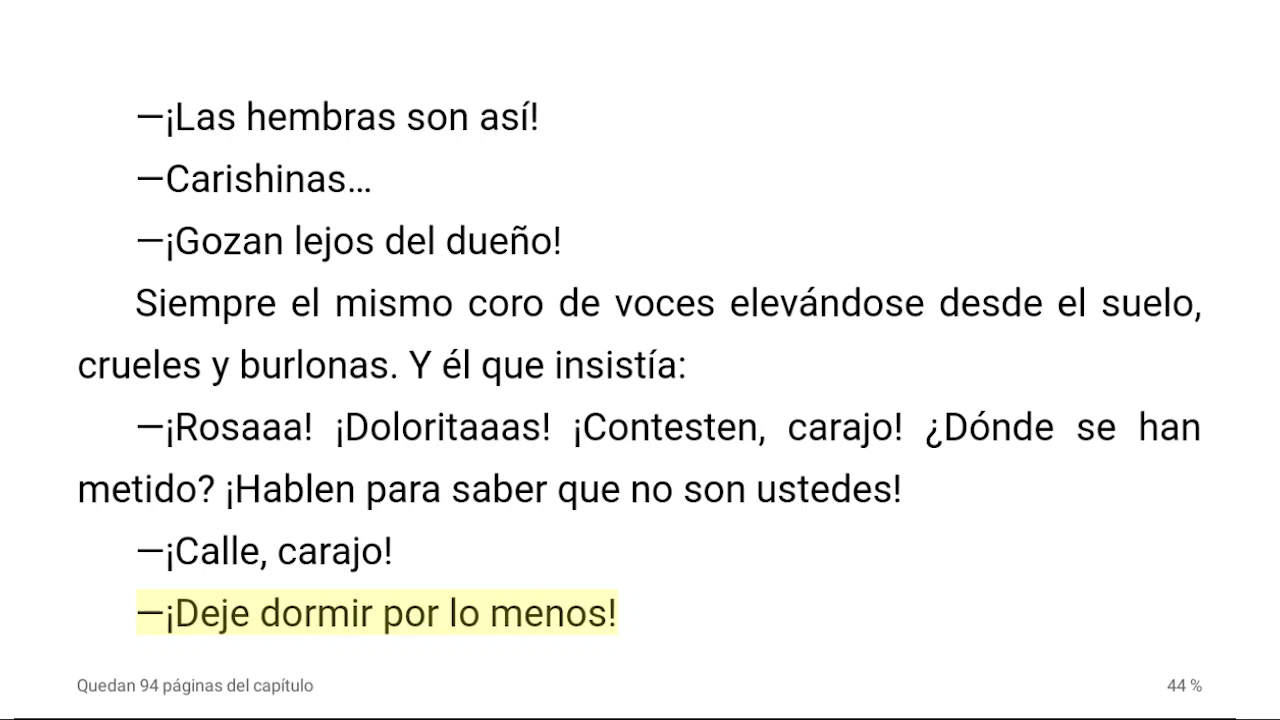 —¡Las hembras son así!
—Carishinas…
—¡Gozan lejos del dueño!
Siempre el mismo coro de voces elevándose desde el suelo,
crueles y burlonas. Y él que insistía:
—¡Rosaaa! ¡Doloritaaas! ¡Contesten, carajo! ¿Dónde se han
metido? ¡Hablen para saber que no son ustedes!
—¡Calle, carajo!
—¡Deje dormir por lo menos!
Quedan 94 páginas del capítulo 44 %